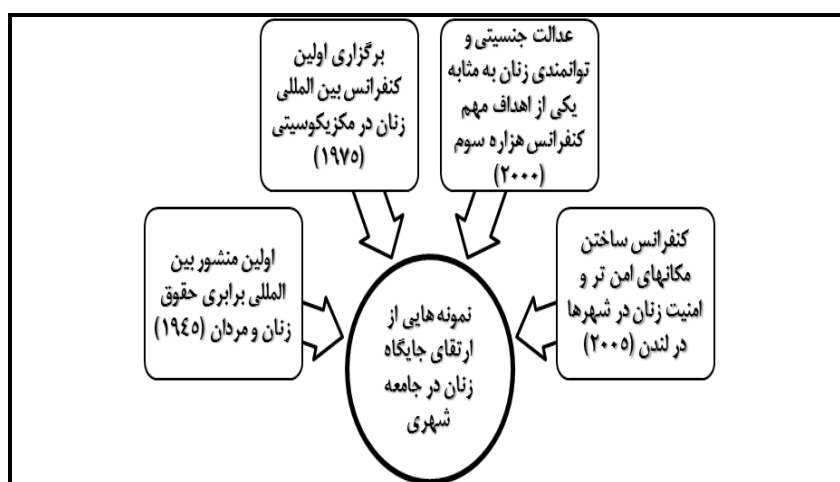 عدالت جنسیتی و
توانمندی زنان به مثابه
یکی از اهداف مهم
کنفرانس هزاره سوم
(۲۰۰۰)
برگزاری اولین
کنفرانس بین المللی
زنان در مکزیکوسیتی
(۱۹۷۵)
کنفرانس ساختن
مکانهای امن تر و
امنیت زنان در شهرها
در لندن (۲۰۰۵)
اولین منشور بین
المللی برابری حقوق
زنان و مردان (۱۹٤۵)
نمونه هایی از
ارتقای جایگاه
زنان در جامعه
شهری